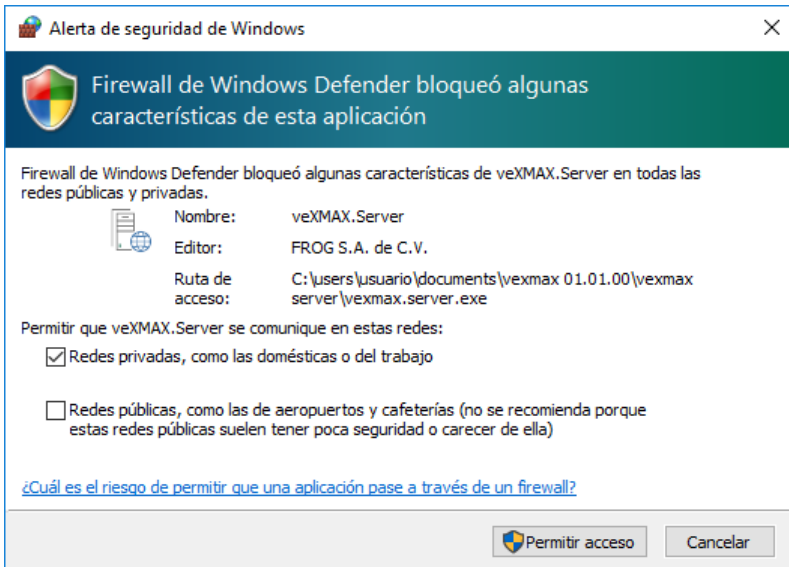 Alerta de seguridad de Windows
Firewall de Windows Defender bloqueó algunas
características de esta aplicación
Firewall de Windows Defender bloqueó algunas características de veXMAX.Server en todas las
redes públicas y privadas.
Nombre: veXMAX.Server
Editor: FROG S.A. de C.V.
Ruta de C:\users\usuario\documents\vexmax 01.01.00\vexmax
acceso: server\vexmax.server.exe
Permitir que veXMAX.Server se comunique en estas redes:
Redes privadas, como las domésticas o del trabajo
Redes públicas, como las de aeropuertos y cafeterías (no se recomienda porque
estas redes públicas suelen tener poca seguridad o carecer de ella)
¿Cuál es el riesgo de permitir que una aplicación pase a través de un firewall?
Permitir acceso Cancelar